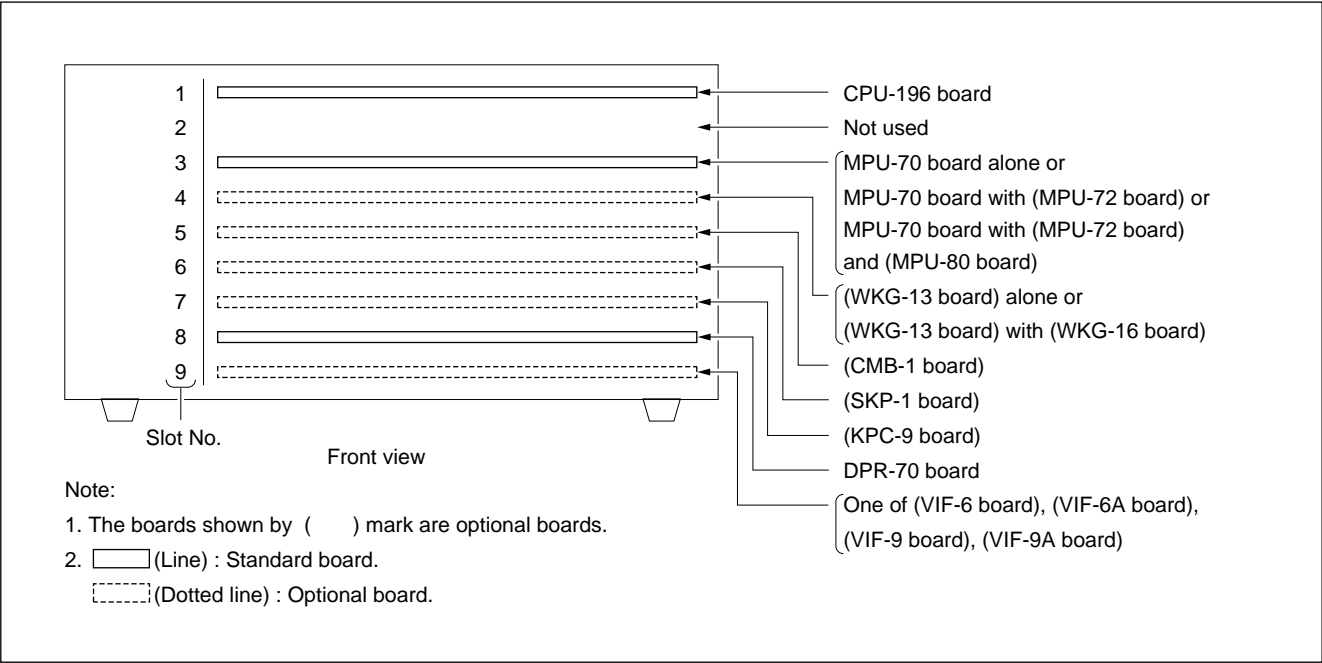 1
2
3
4
5
6
7
8
9
Slot No.
Front view
CPU-196 board
Not used
MPU-70 board alone or
MPU-70 board with (MPU-72 board) or
MPU-70 board with (MPU-72 board)
and (MPU-80 board)
(WKG-13 board) alone or
(WKG-13 board) with (WKG-16 board)
(CMB-1 board)
(SKP-1 board)
(KPC-9 board)
DPR-70 board
One of (VIF-6 board), (VIF-6A board),
(VIF-9 board), (VIF-9A board)
Note:
1. The boards shown by ( ) mark are optional boards.
2. (Line) : Standard board.
(Dotted line) : Optional board.